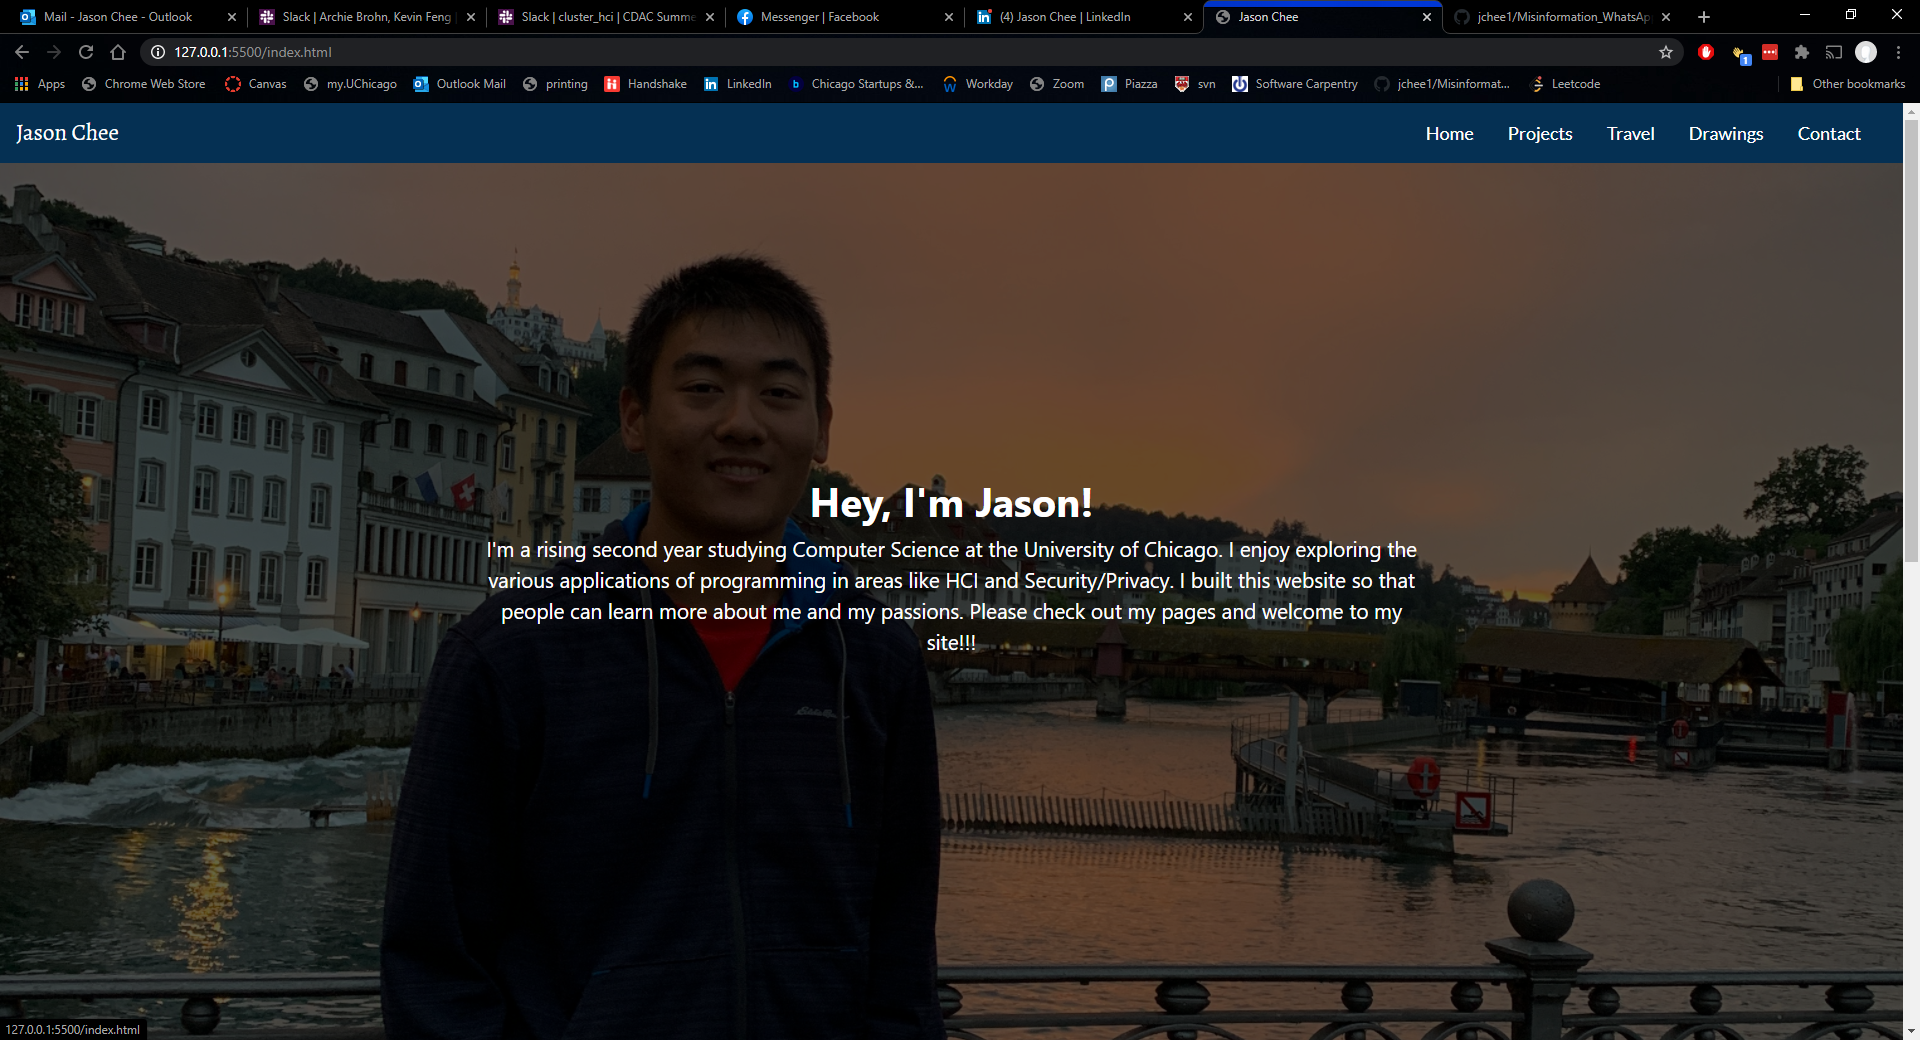 Mail - Jason Chee - Outlook
Slack | Archie Brohn, Kevin Feng
Slack | cluster_hci | CDAC Summe
Messenger | Facebook
(4) Jason Chee | LinkedIn
Jason Chee
jchee1/Misinformation_WhatsAp
127.0.0.1:5500/index.html
1
Apps
Chrome Web Store
Canvas
my.UChicago
Outlook Mail
printing
Handshake
LinkedIn
Chicago Startups &...
Workday
Zoom
Piazza
svn
Software Carpentry
jchee1/Misinformat...
Leetcode
Other bookmarks
Jason Chee
Home
Projects
Travel
Drawings
Contact
Hey, I'm Jason!
I'm a rising second year studying Computer Science at the University of Chicago. I enjoy exploring the
various applications of programming in areas like HCI and Security/Privacy. I built this website so that
people can learn more about me and my passions. Please check out my pages and welcome to my
site!!!
127.0.0.1:5500/index.html